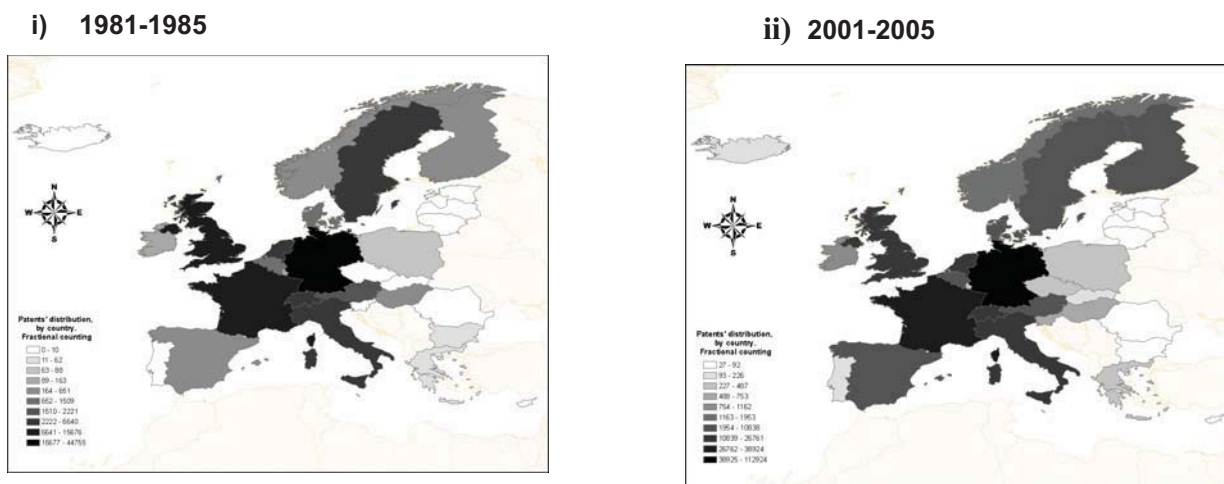 i) 1981-1985
N
W E
S
Patents' distribution,
by country.
Fractional counting
0 - 10
11 - 62
63 - 88
89 - 163
164 - 651
652 - 1509
1510 - 2221
2222 - 6640
6641 - 15676
15677 - 44755
ii) 2001-2005
N
W E
S
Patents' distribution,
by country.
Fractional counting
27 - 92
93 - 226
227 - 487
488 - 753
754 - 1162
1163 - 1953
1954 - 10838
10839 - 26761
26762 - 38924
38925 - 112924